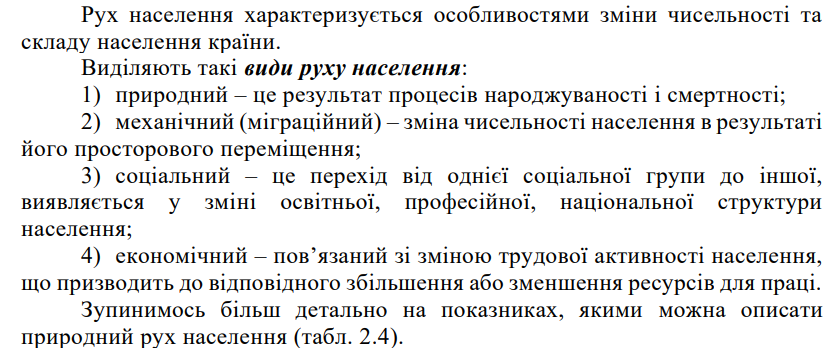 Рух населення характеризується особливостями зміни чисельності та
складу населення країни.
Виділяють такі види руху населення:
1) природний – це результат процесів народжуваності і смертності;
2) механічний (міграційний) – зміна чисельності населення в результаті
його просторового переміщення;
3) соціальний – це перехід від однієї соціальної групи до іншої,
виявляється у зміні освітньої, професійної, національної структури
населення;
4) економічний – пов’язаний зі зміною трудової активності населення,
що призводить до відповідного збільшення або зменшення ресурсів для праці.
Зупинимось більш детально на показниках, якими можна описати
природний рух населення (табл. 2.4).